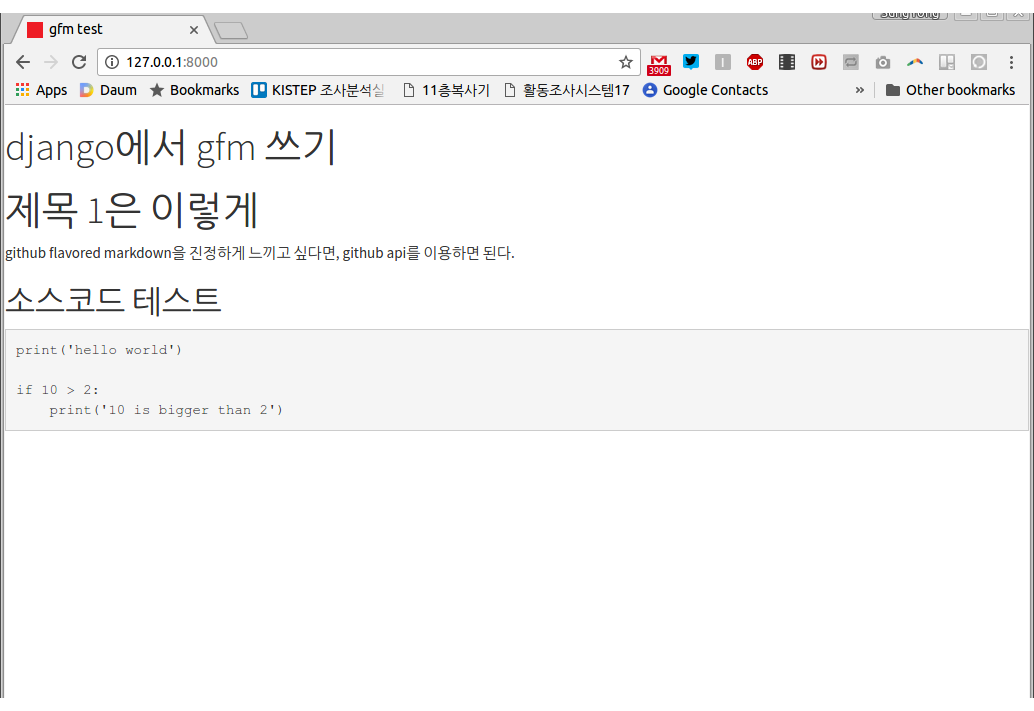 Sung Yong
gfm test
127.0.0.1:8000
3909
ABP
Apps Daum Bookmarks KISTEP 조사분석실 11층복사기 활동조사시스템17 Google Contacts » Other bookmarks
django에서 gfm 쓰기
제목 1은 이렇게
github flavored markdown을 진정하게 느끼고 싶다면, github api를 이용하면 된다.
소스코드 테스트
print('hello world')
if 10 > 2:
    print('10 is bigger than 2')